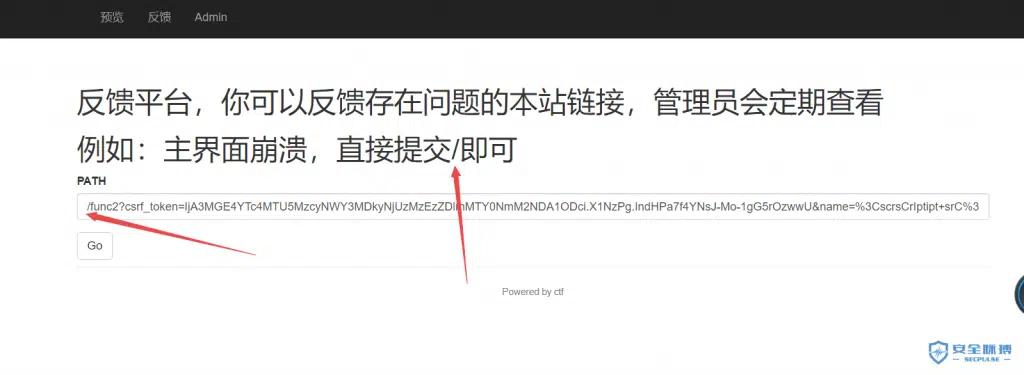 预览 反馈 Admin
反馈平台，你可以反馈存在问题的本站链接，管理员会定期查看
例如：主界面崩溃，直接提交/即可
PATH
/func2?csrf_token=IjA3MGE4YTc4MTU5MzcyNWY3MDkyNjUzMzEzZDlmMTY0NmM2NDA1ODci.X1NzPg.IndHPa7f4YNsJ-Mo-1gG5rOzwwU&name=%3CscrsCrIptipt+srC%3
Go
Powered by ctf
安全脉搏
SECPULSE